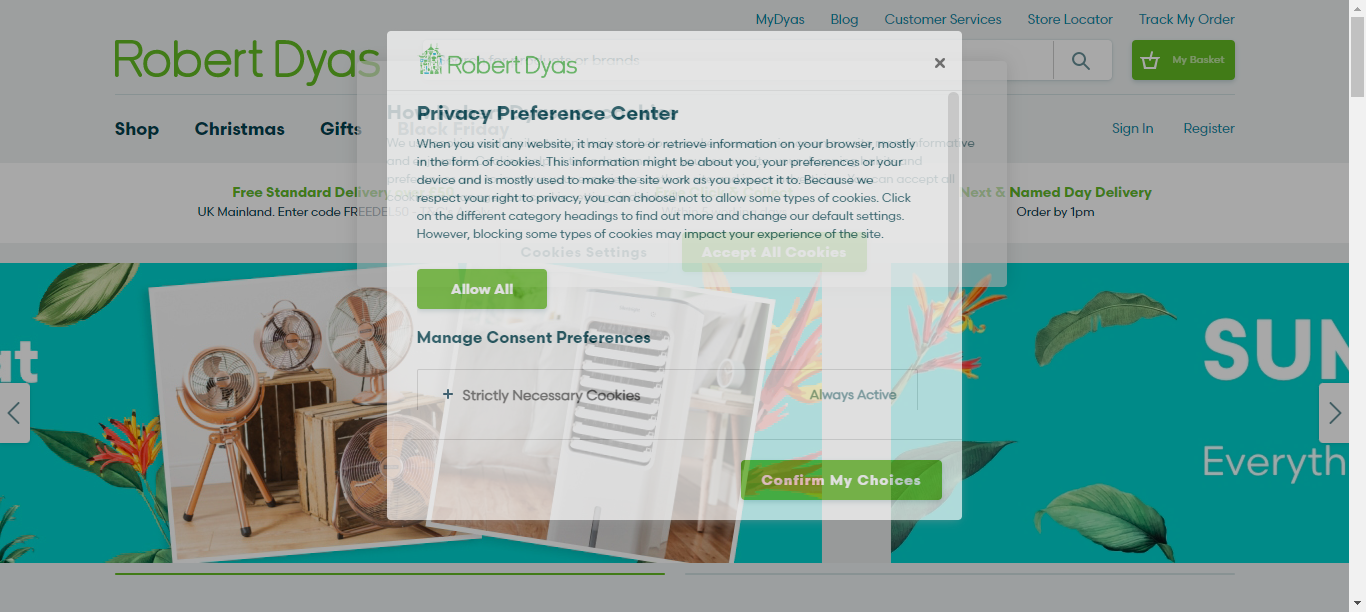 MyDyas Blog Customer Services Store Locator Track My Order
Robert Dyas
My Basket
Shop Christmas Gifts Black Friday
Sign In Register
Free Standard Delivery
UK Mainland. Enter code FREEDEL50
Next & Named Day Delivery
Order by 1pm
Robert Dyas
Privacy Preference Center
When you visit any website, it may store or retrieve information on your browser, mostly
in the form of cookies. This information might be about you, your preferences or your
device and is mostly used to make the site work as you expect it to. Because we
respect your right to privacy, you can choose not to allow some types of cookies. Click
on the different category headings to find out more and change our default settings.
However, blocking some types of cookies may impact your experience of the site.
Cookies Settings Accept All Cookies
Allow All
Manage Consent Preferences
+ Strictly Necessary Cookies Always Active
Confirm My Choices
at
SUN
Everyth